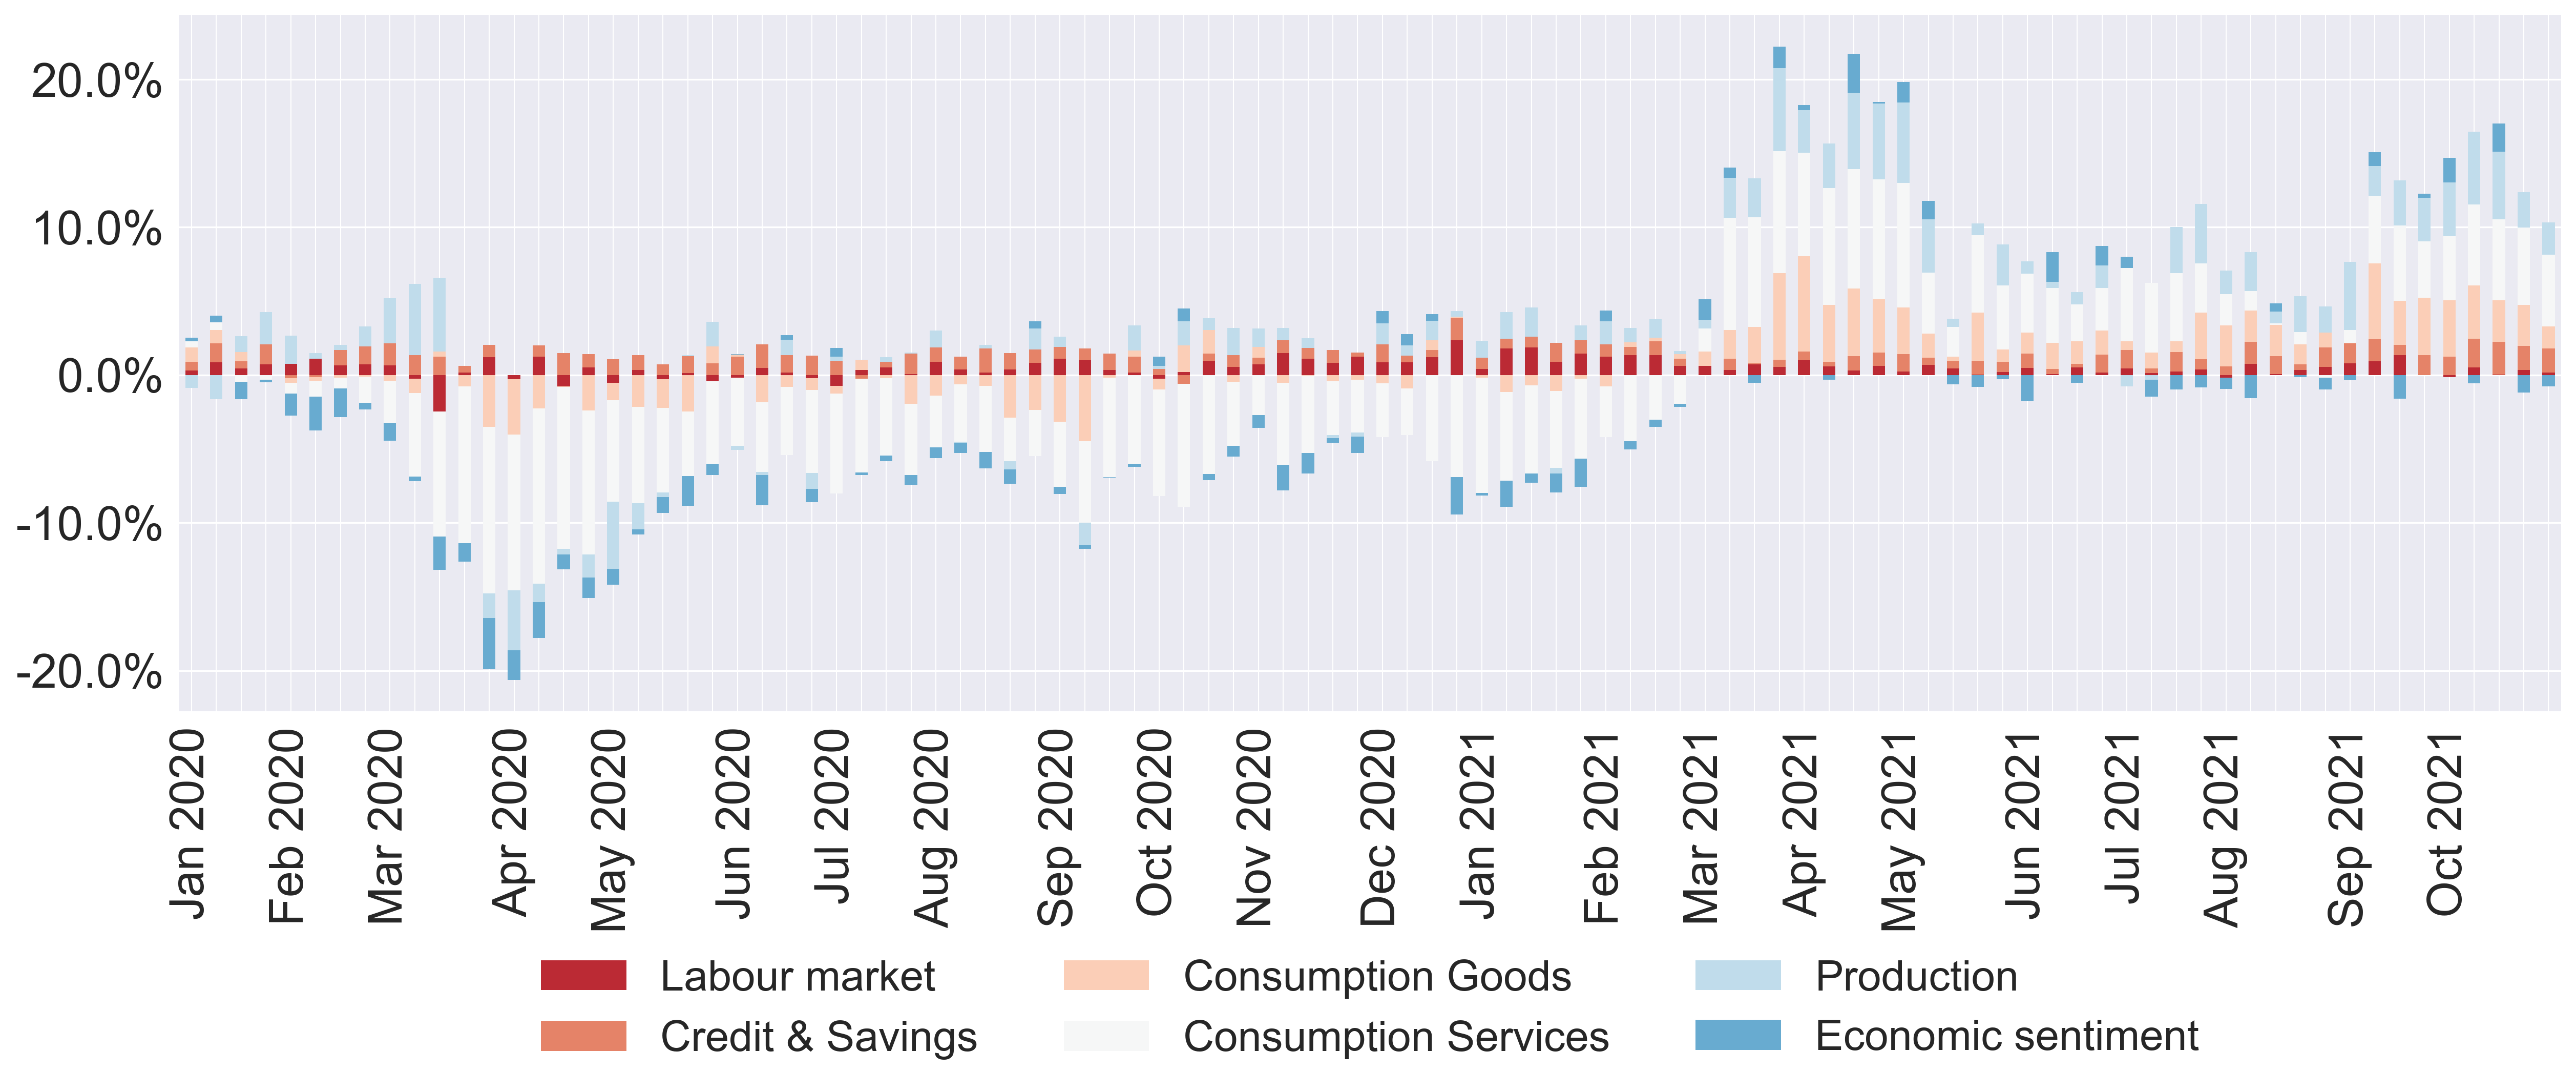 20.0%
10.0%
0.0%
-10.0%
-20.0%
Jan 2020
Feb 2020
Mar 2020
Apr 2020
May 2020
Jun 2020
Jul 2020
Aug 2020
Sep 2020
Oct 2020
Nov 2020
Dec 2020
Jan 2021
Feb 2021
Mar 2021
Apr 2021
May 2021
Jun 2021
Jul 2021
Aug 2021
Sep 2021
Oct 2021
Labour market
Consumption Goods
Production
Credit & Savings
Consumption Services
Economic sentiment